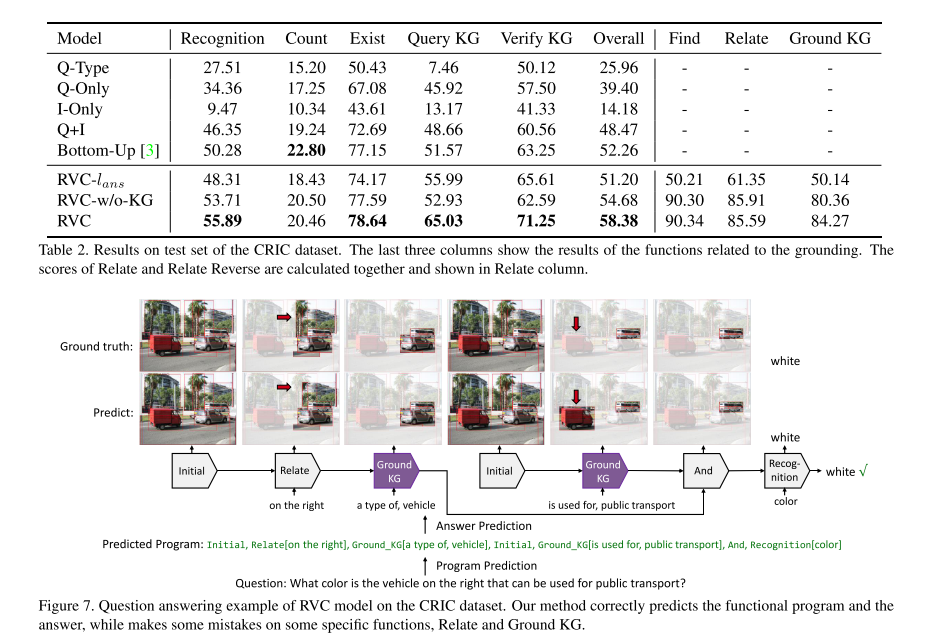 Model Recognition Count Exist Query KG Verify KG Overall Find Relate Ground KG
Q-Type 27.51 15.20 50.43 7.46 50.12 25.96 - - -
Q-Only 34.36 17.25 67.08 45.92 57.50 39.40 - - -
I-Only 9.47 10.34 43.61 13.17 41.33 14.18 - - -
Q+I 46.35 19.24 72.69 48.66 60.56 48.47 - - -
Bottom-Up [3] 50.28 22.80 77.15 51.57 63.25 52.26 - - -
RVC-lans 48.31 18.43 74.17 55.99 65.61 51.20 50.21 61.35 50.14
RVC-w/o-KG 53.71 20.50 77.59 52.93 62.59 54.68 90.30 85.91 80.36
RVC 55.89 20.46 78.64 65.03 71.25 58.38 90.34 85.59 84.27
Table 2. Results on test set of the CRIC dataset. The last three columns show the results of the functions related to the grounding. The
scores of Relate and Relate Reverse are calculated together and shown in Relate column.
Ground truth:
white
Predict:
white
Initial
Relate
Ground
KG
Initial
Ground
KG
And
Recog-
nition
white √
on the right
a type of, vehicle
is used for, public transport
color
Answer Prediction
Predicted Program: Initial, Relate[on the right], Ground_KG[a type of, vehicle], Initial, Ground_KG[is used for, public transport], And, Recognition[color]
Program Prediction
Question: What color is the vehicle on the right that can be used for public transport?
Figure 7. Question answering example of RVC model on the CRIC dataset. Our method correctly predicts the functional program and the
answer, while makes some mistakes on some specific functions, Relate and Ground KG.